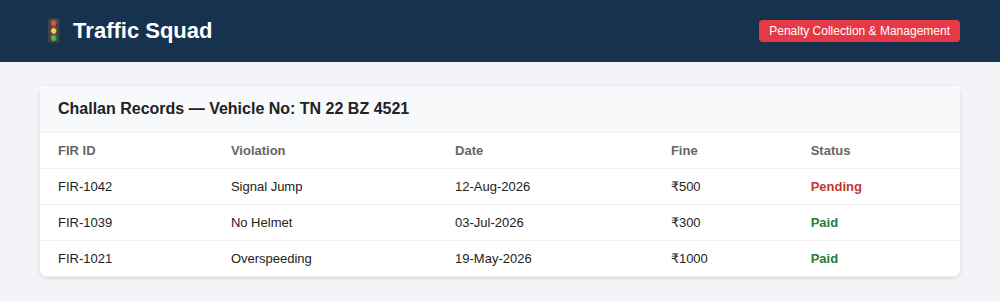 Traffic Squad
Penalty Collection & Management
Challan Records — Vehicle No: TN 22 BZ 4521
FIR ID Violation Date Fine Status
FIR-1042 Signal Jump 12-Aug-2026 ₹500 Pending
FIR-1039 No Helmet 03-Jul-2026 ₹300 Paid
FIR-1021 Overspeeding 19-May-2026 ₹1000 Paid